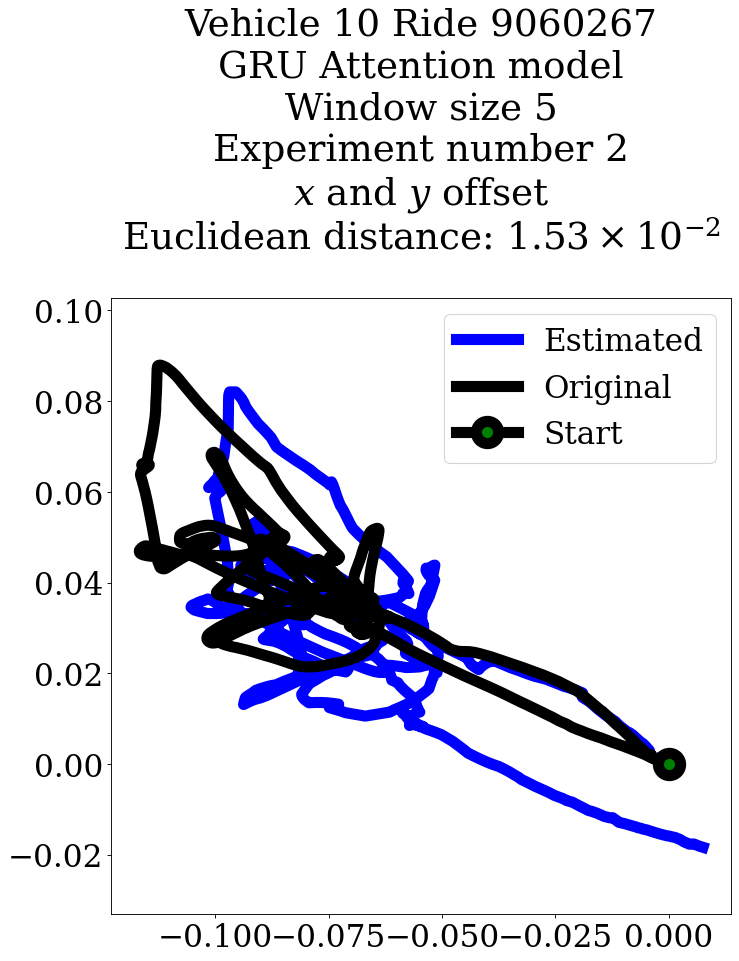 Vehicle 10 Ride 9060267
GRU Attention model
Window size 5
Experiment number 2
x and y offset
Euclidean distance: 1.53 × 10⁻²
Estimated
Original
Start
0.10
0.08
0.06
0.04
0.02
0.00
−0.02
−0.100 −0.075 −0.050 −0.025 0.000